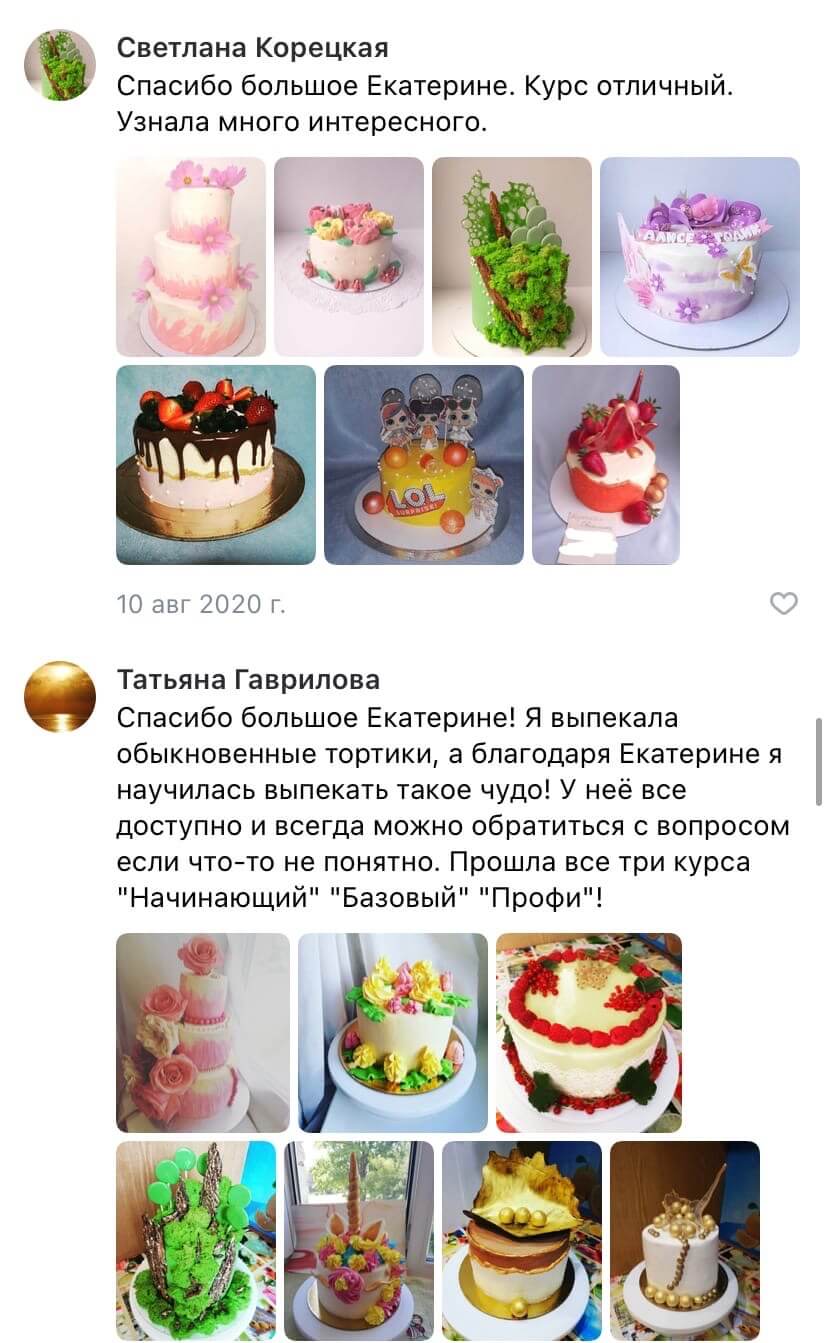 Светлана Корецкая
Спасибо большое Екатерине. Курс отличный.
Узнала много интересного.
АЛИСЕ ГОДИК
LOL
SURPRISE!
10 авг 2020 г.
Татьяна Гаврилова
Спасибо большое Екатерине! Я выпекала
обыкновенные тортики, а благодаря Екатерине я
научилась выпекать такое чудо! У неё все
доступно и всегда можно обратиться с вопросом
если что-то не понятно. Прошла все три курса
"Начинающий" "Базовый" "Профи"!